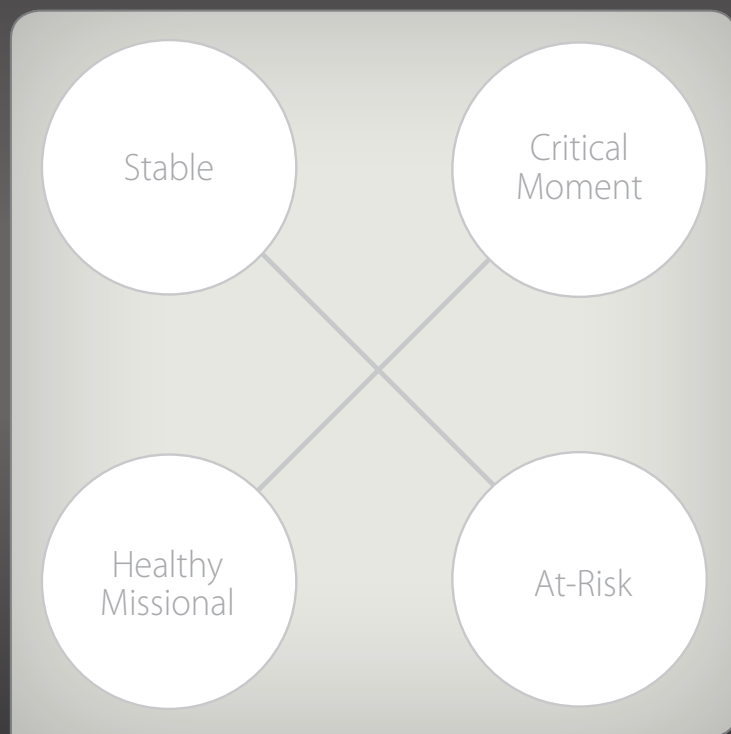 Stable
Critical
Moment
Healthy
Missional
At-Risk